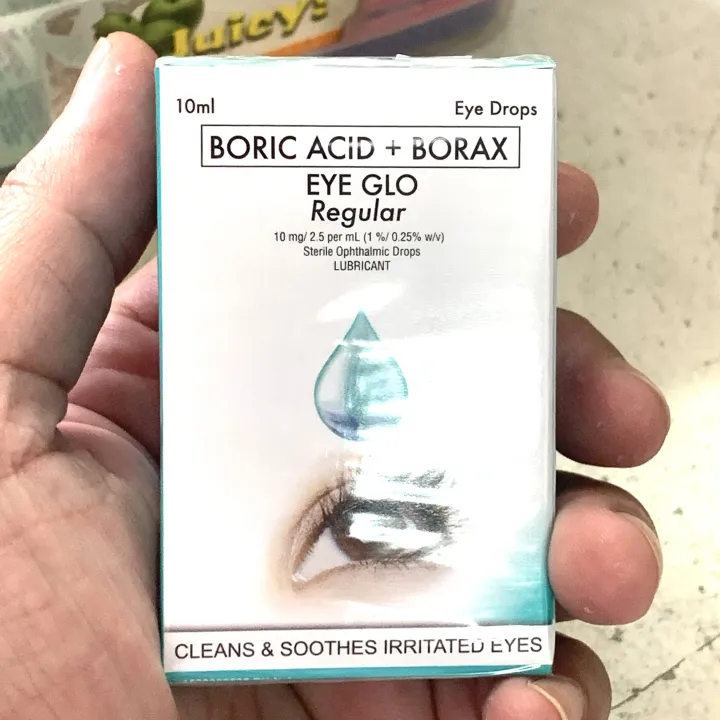 Juicy!
10ml
Eye Drops
BORIC ACID + BORAX
EYE GLO
Regular
10 mg/ 2.5 per mL (1 %/ 0.25% w/v)
Sterile Ophthalmic Drops
LUBRICANT
CLEANS & SOOTHES IRRITATED EYES